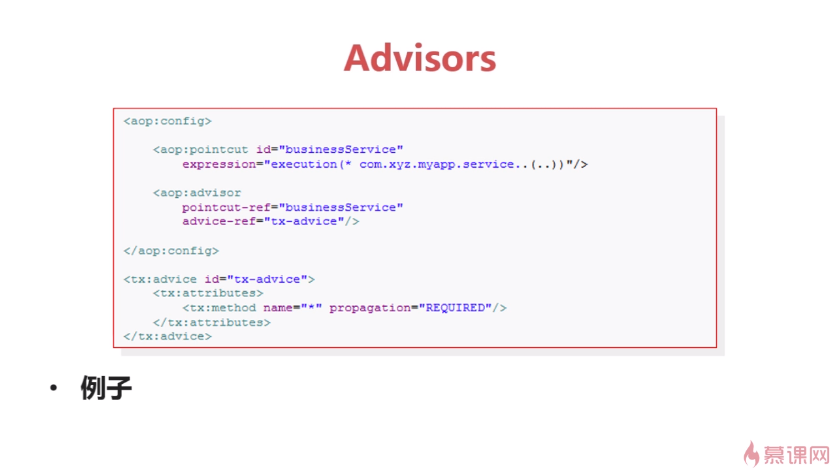 Advisors
<aop:config>
<aop:pointcut id="businessService"
expression="execution(* com.xyz.myapp.service..(..))"/>
<aop:advisor
pointcut-ref="businessService"
advice-ref="tx-advice"/>
</aop:config>
<tx:advice id="tx-advice">
<tx:attributes>
<tx:method name="*" propagation="REQUIRED"/>
</tx:attributes>
</tx:advice>
• 例子
慕课网